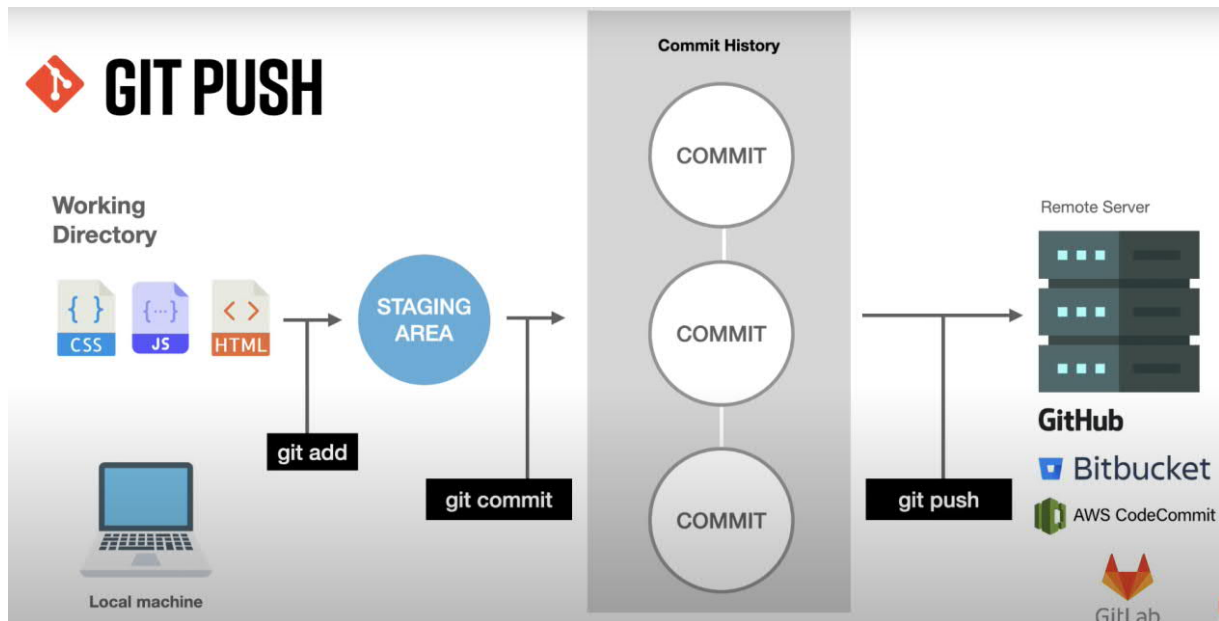 Commit History
GIT PUSH
COMMIT
Working
Directory
Remote Server
CSS
JS
HTML
STAGING
AREA
COMMIT
GitHub
git add
Bitbucket
git commit
git push
AWS CodeCommit
COMMIT
Local machine
GitLab